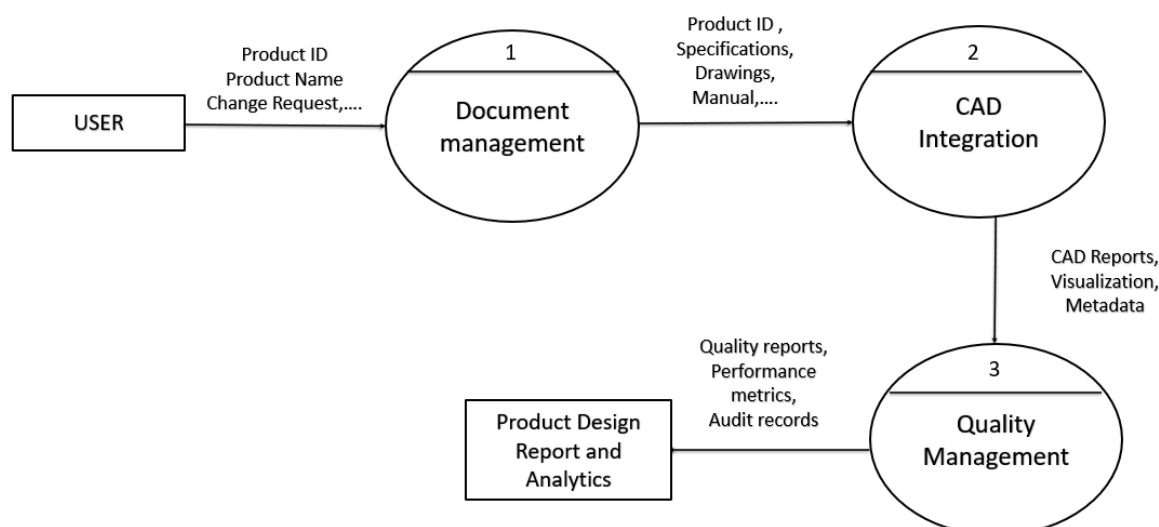 USER
Product ID
Product Name
Change Request,....
1
Document
management
Product ID ,
Specifications,
Drawings,
Manual,....
2
CAD
Integration
CAD Reports,
Visualization,
Metadata
3
Quality
Management
Quality reports,
Performance
metrics,
Audit records
Product Design
Report and
Analytics